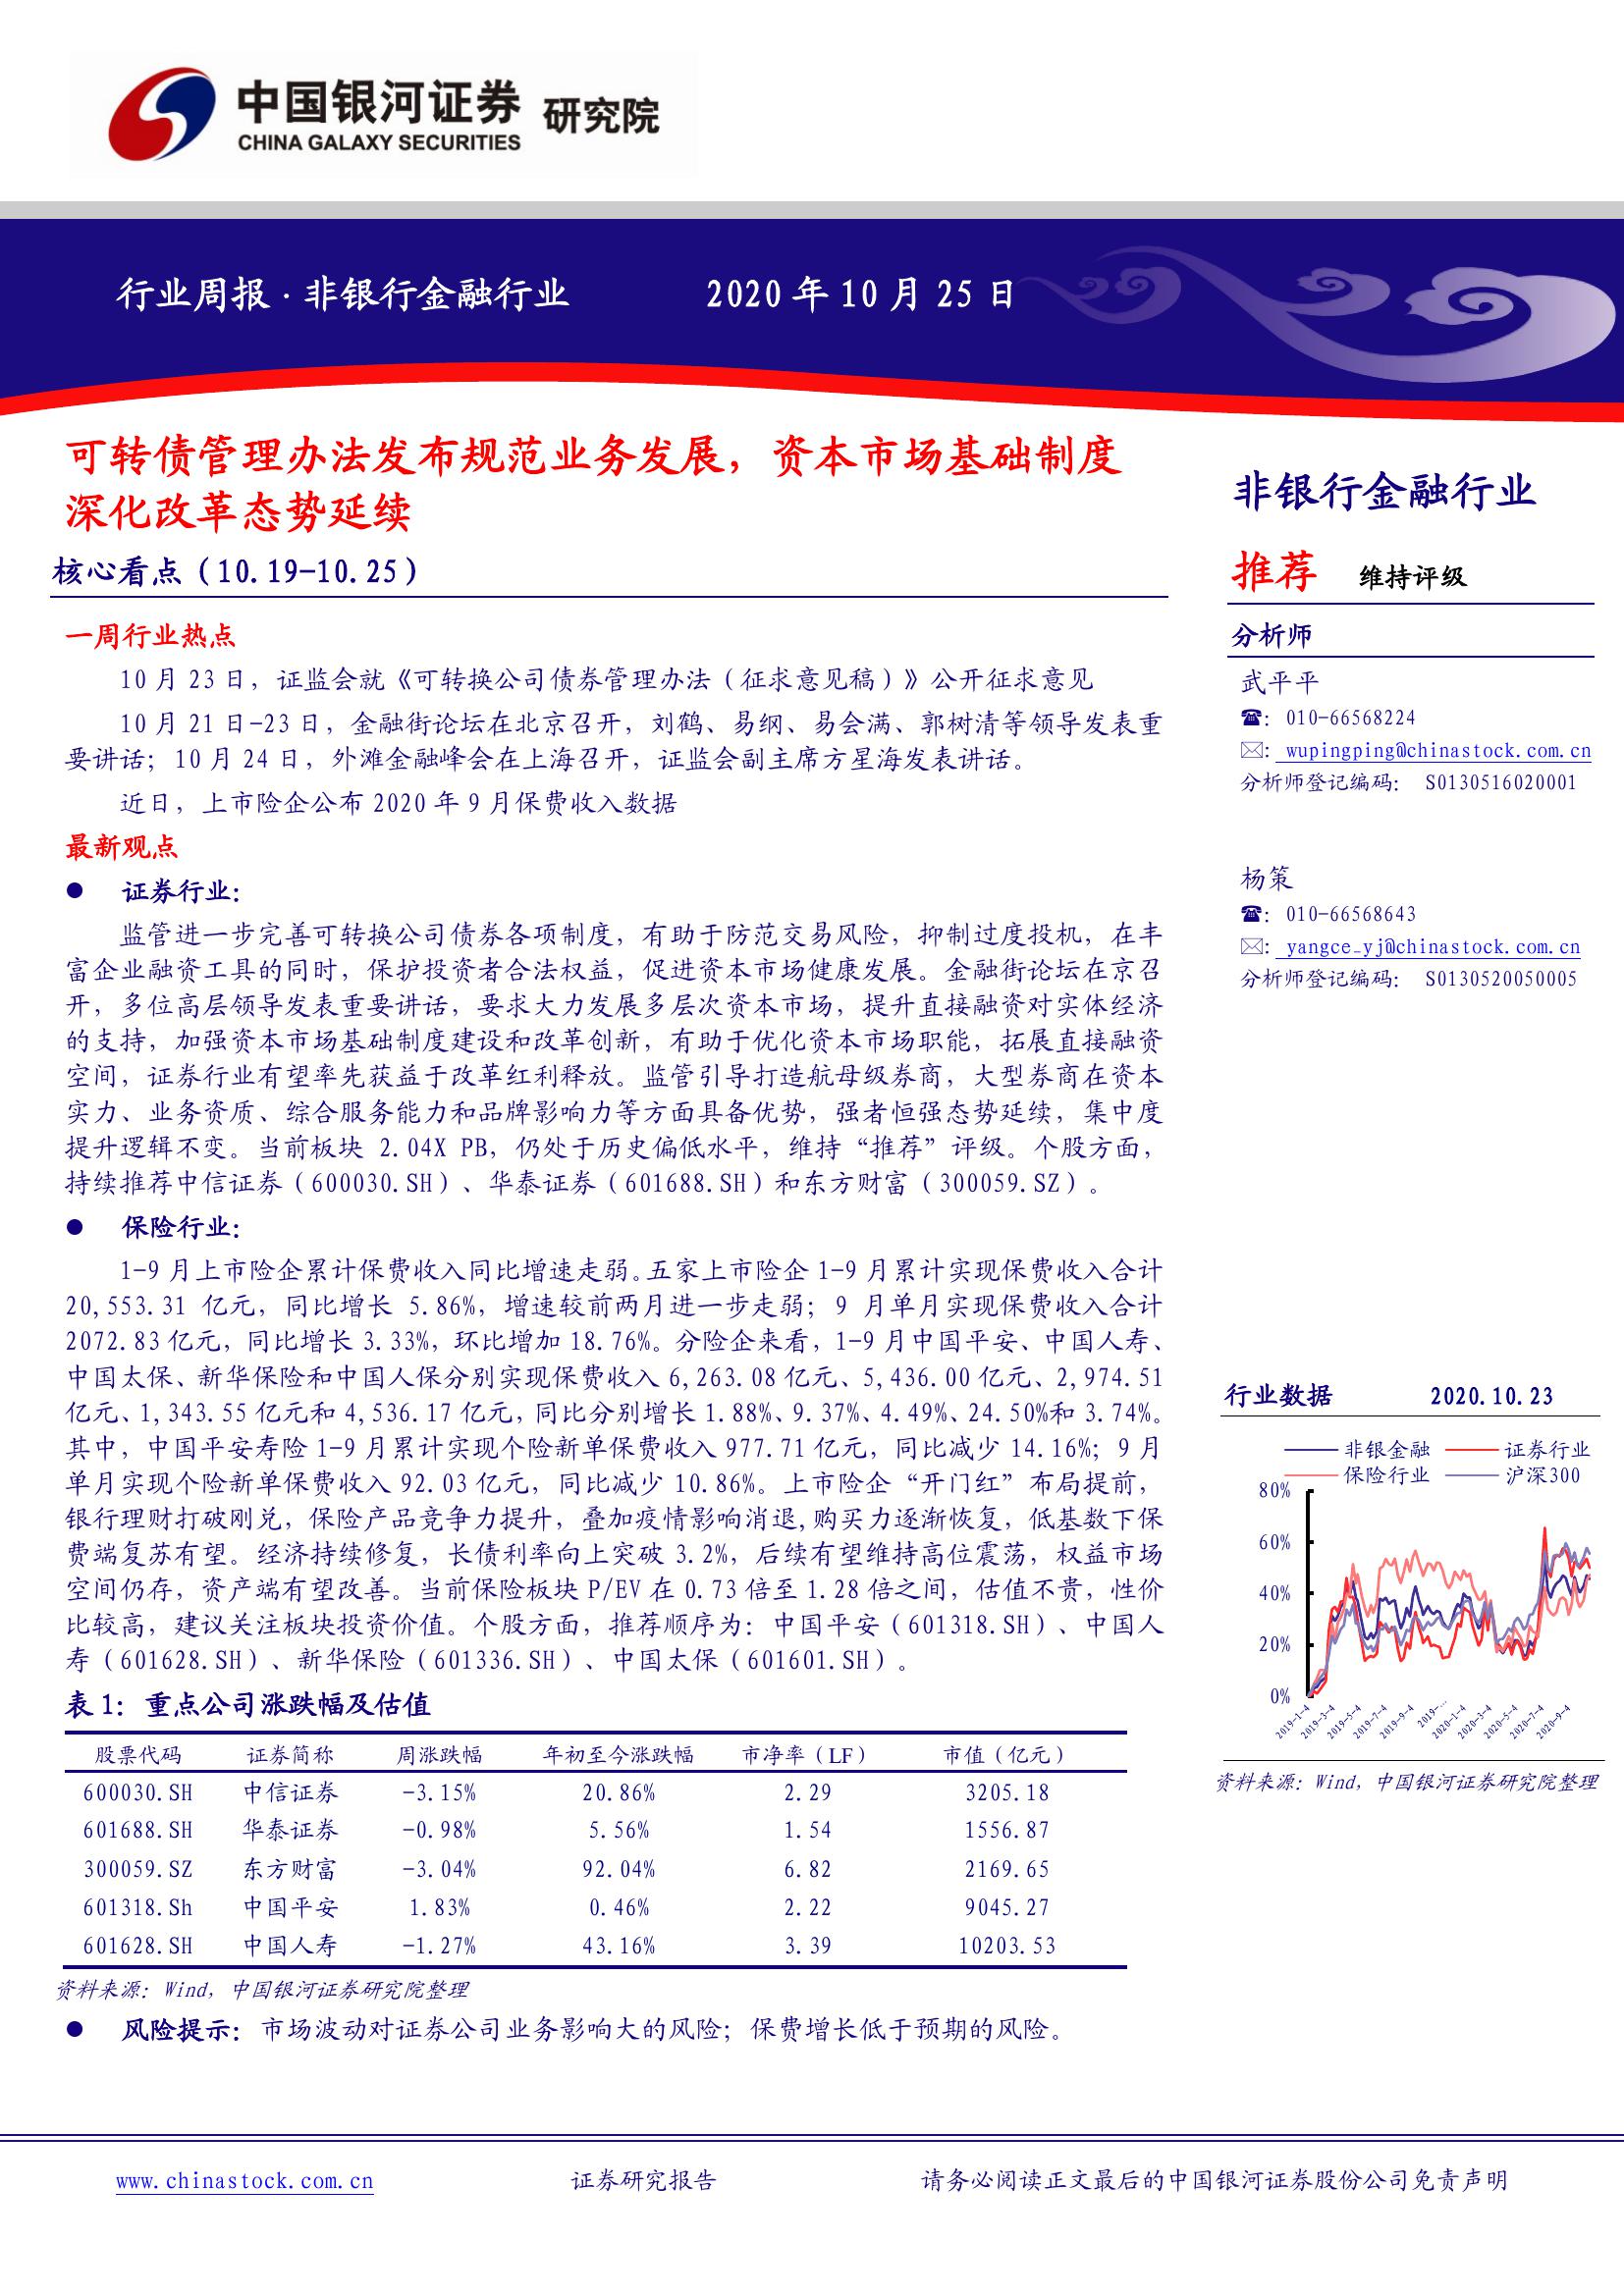 中国银河证券 研究院
CHINA GALAXY SECURITIES
行业周报·非银行金融行业 2020 年 10 月 25 日
可转债管理办法发布规范业务发展，资本市场基础制度
深化改革态势延续
核心看点（10.19-10.25）
一周行业热点
10 月 23 日，证监会就《可转换公司债券管理办法（征求意见稿）》公开征求意见
10 月 21 日-23 日，金融街论坛在北京召开，刘鹤、易纲、易会满、郭树清等领导发表重
要讲话；10 月 24 日，外滩金融峰会在上海召开，证监会副主席方星海发表讲话。
近日，上市险企公布 2020 年 9 月保费收入数据
最新观点
● 证券行业：
监管进一步完善可转换公司债券各项制度，有助于防范交易风险，抑制过度投机，在丰
富企业融资工具的同时，保护投资者合法权益，促进资本市场健康发展。金融街论坛在京召
开，多位高层领导发表重要讲话，要求大力发展多层次资本市场，提升直接融资对实体经济
的支持，加强资本市场基础制度建设和改革创新，有助于优化资本市场职能，拓展直接融资
空间，证券行业有望率先获益于改革红利释放。监管引导打造航母级券商，大型券商在资本
实力、业务资质、综合服务能力和品牌影响力等方面具备优势，强者恒强态势延续，集中度
提升逻辑不变。当前板块 2.04X PB，仍处于历史偏低水平，维持“推荐”评级。个股方面，
持续推荐中信证券（600030.SH）、华泰证券（601688.SH）和东方财富（300059.SZ）。
● 保险行业：
1-9 月上市险企累计保费收入同比增速走弱。五家上市险企 1-9 月累计实现保费收入合计
20,553.31 亿元，同比增长 5.86%，增速较前两月进一步走弱；9 月单月实现保费收入合计
2072.83 亿元，同比增长 3.33%，环比增加 18.76%。分险企来看，1-9 月中国平安、中国人寿、
中国太保、新华保险和中国人保分别实现保费收入 6,263.08 亿元、5,436.00 亿元、2,974.51
亿元、1,343.55 亿元和 4,536.17 亿元，同比分别增长 1.88%、9.37%、4.49%、24.50%和 3.74%。
其中，中国平安寿险 1-9 月累计实现个险新单保费收入 977.71 亿元，同比减少 14.16%；9 月
单月实现个险新单保费收入 92.03 亿元，同比减少 10.86%。上市险企“开门红”布局提前，
银行理财打破刚兑，保险产品竞争力提升，叠加疫情影响消退,购买力逐渐恢复，低基数下保
费端复苏有望。经济持续修复，长债利率向上突破 3.2%，后续有望维持高位震荡，权益市场
空间仍存，资产端有望改善。当前保险板块 P/EV 在 0.73 倍至 1.28 倍之间，估值不贵，性价
比较高，建议关注板块投资价值。个股方面，推荐顺序为：中国平安（601318.SH）、中国人
寿（601628.SH）、新华保险（601336.SH）、中国太保（601601.SH）。
表 1：重点公司涨跌幅及估值
股票代码 证券简称 周涨跌幅 年初至今涨跌幅 市净率（LF） 市值（亿元）
600030.SH 中信证券 -3.15% 20.86% 2.29 3205.18
601688.SH 华泰证券 -0.98% 5.56% 1.54 1556.87
300059.SZ 东方财富 -3.04% 92.04% 6.82 2169.65
601318.Sh 中国平安 1.83% 0.46% 2.22 9045.27
601628.SH 中国人寿 -1.27% 43.16% 3.39 10203.53
资料来源：Wind，中国银河证券研究院整理
● 风险提示：市场波动对证券公司业务影响大的风险；保费增长低于预期的风险。
非银行金融行业
推荐 维持评级
分析师
武平平
☎：010-66568224
✉：wupingping@chinastock.com.cn
分析师登记编码： S0130516020001
杨策
☎：010-66568643
✉：yangce_yj@chinastock.com.cn
分析师登记编码： S0130520050005
行业数据 2020.10.23
非银金融 证券行业
保险行业 沪深300
80%
60%
40%
20%
0%
2019-1-4 2019-3-4 2019-5-4 2019-7-4 2019-9-4 2019-… 2020-1-4 2020-3-4 2020-5-4 2020-7-4 2020-9-4
资料来源：Wind，中国银河证券研究院整理
www.chinastock.com.cn 证券研究报告 请务必阅读正文最后的中国银河证券股份公司免责声明